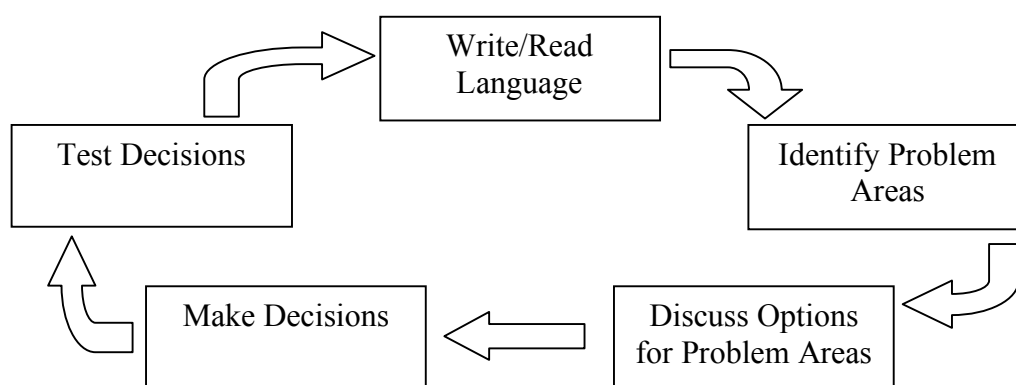 Write/Read
Language
Test Decisions
Identify Problem
Areas
Make Decisions
Discuss Options
for Problem Areas